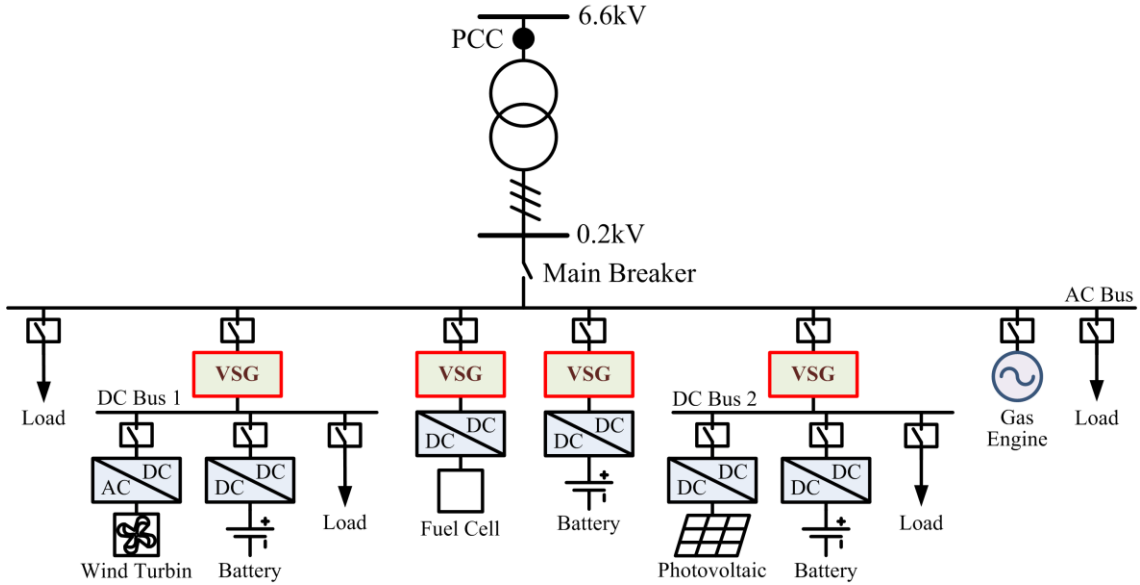 6.6kV
PCC
0.2kV
Main Breaker
AC Bus
VSG
VSG
VSG
VSG
Load
DC Bus 1
DC Bus 2
Gas
Engine
Load
DC
DC
DC
DC
DC
AC
DC
DC
Load
Fuel Cell
Battery
DC
DC
DC
DC
Load
Wind Turbin
Battery
Photovoltaic
Battery